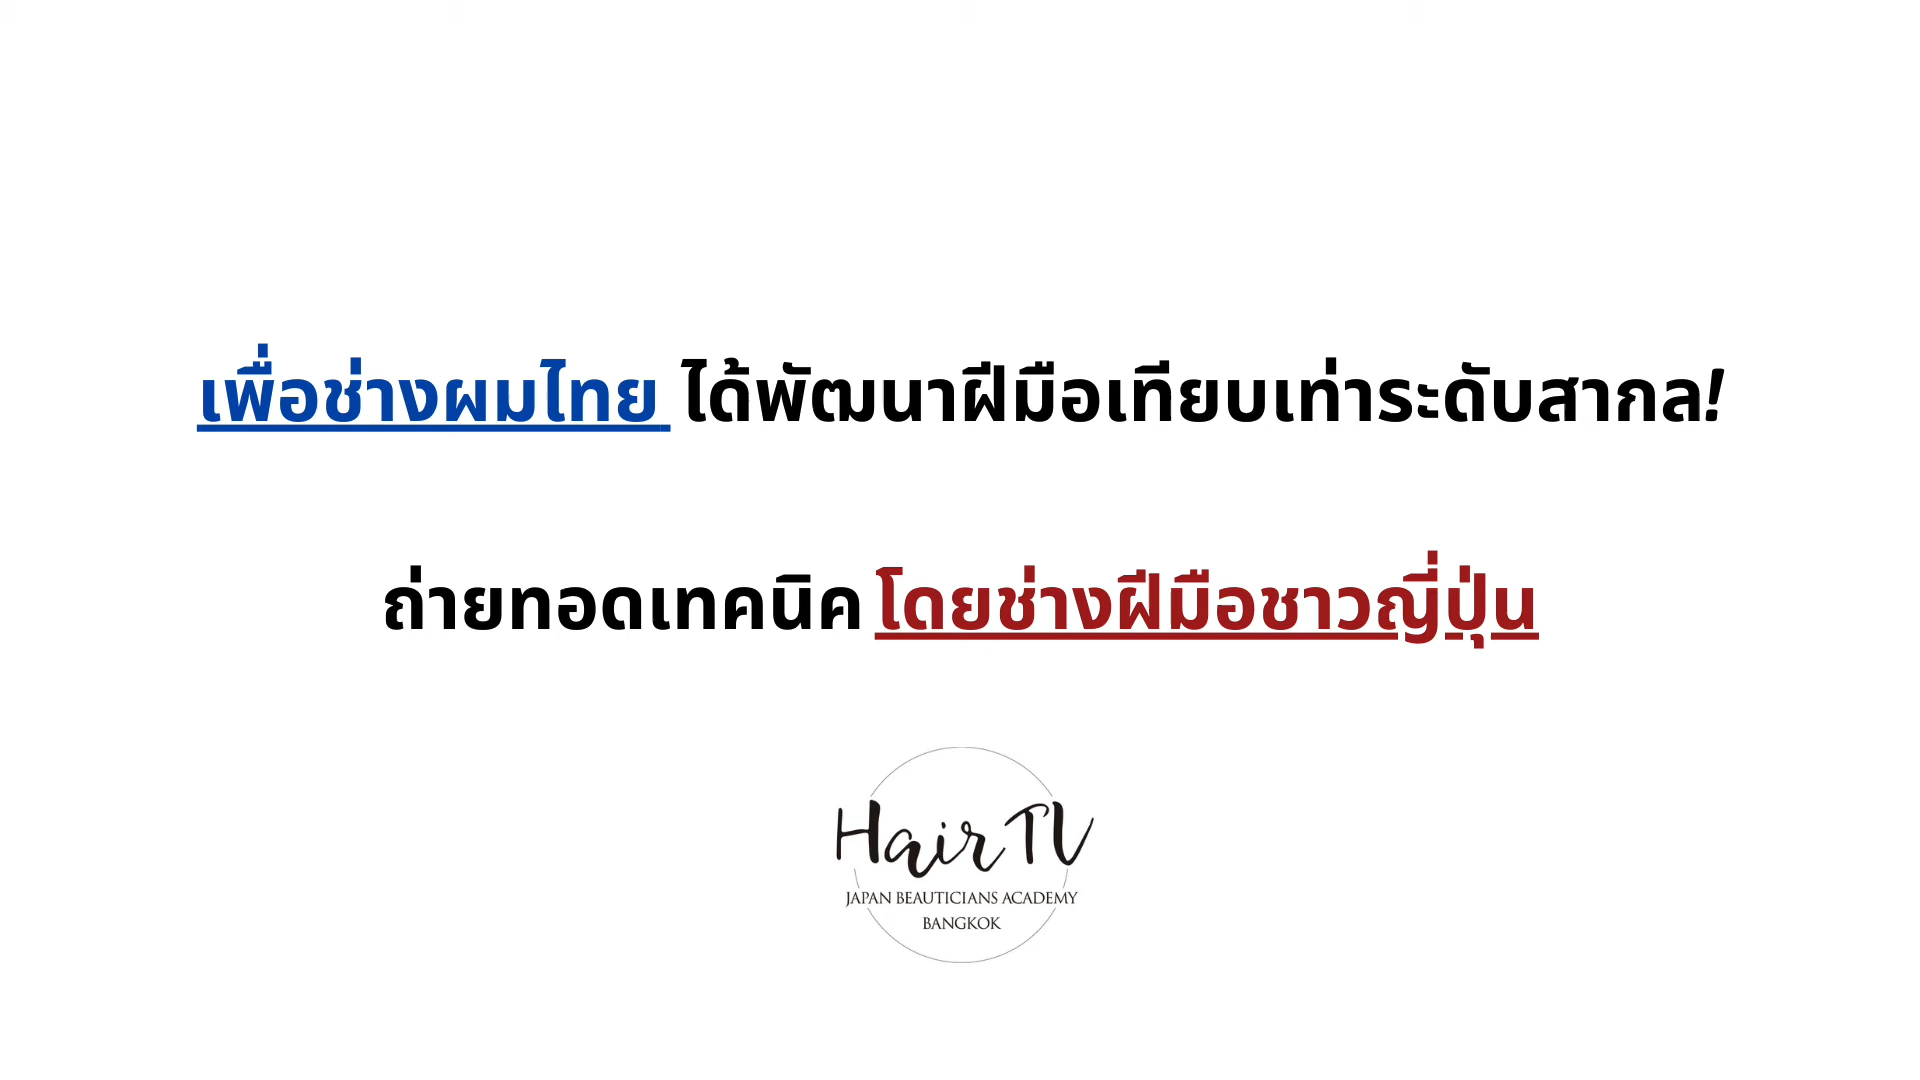 เพื่อช่างผมไทย ได้พัฒนาฝีมือเทียบเท่าระดับสากล!
ถ่ายทอดเทคนิค โดยช่างฝีมือชาวญี่ปุ่น
Hair TV
JAPAN BEAUTICIANS ACADEMY
BANGKOK